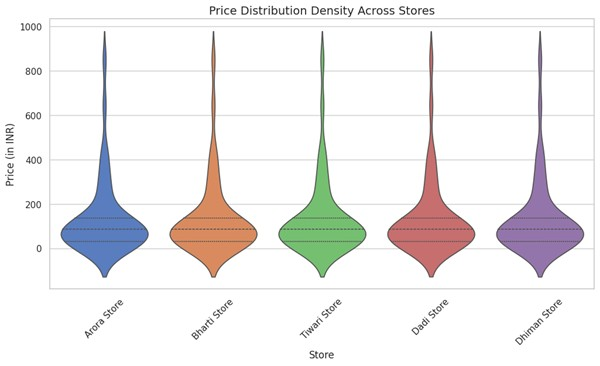 Price Distribution Density Across Stores
Price (in INR)
1000
800
600
400
200
0
Arora Store
Bharti Store
Tiwari Store
Dadi Store
Dhiman Store
Store